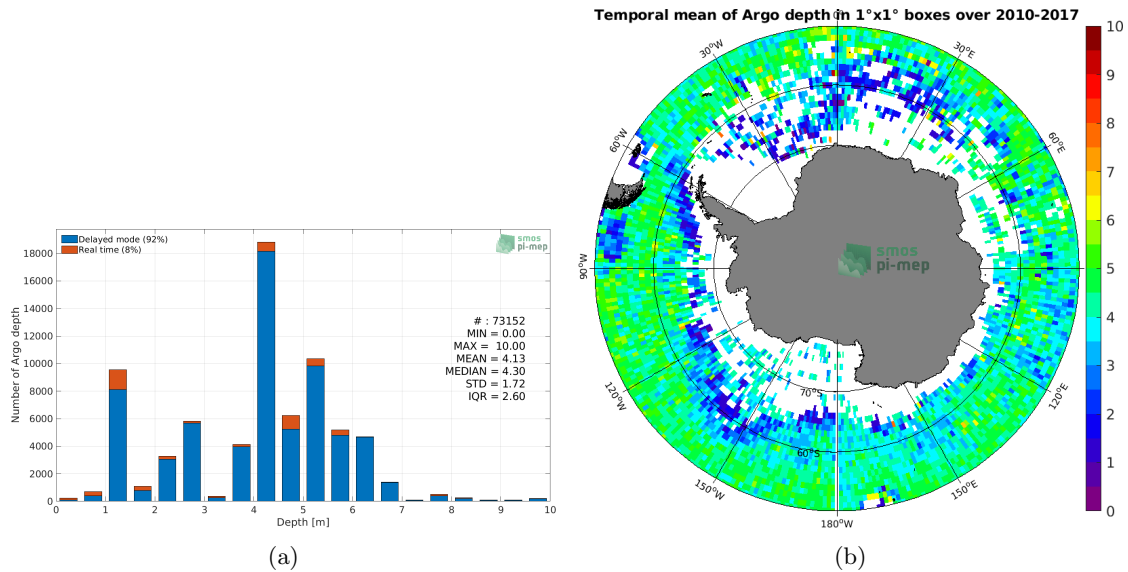 Delayed mode (92%)
Real time (8%)
smos
pi-mep
# : 73152
MIN = 0.00
MAX = 10.00
MEAN = 4.13
MEDIAN = 4.30
STD = 1.72
IQR = 2.60
Number of Argo depth
18000
16000
14000
12000
10000
8000
6000
4000
2000
0
0 1 2 3 4 5 6 7 8 9 10
Depth [m]
(a)
Temporal mean of Argo depth in 1°x1° boxes over 2010-2017
0°
30°W
30°E
60°W
60°E
90°W
smos
pi-mep
120°W
120°E
70°S
60°S
150°W
150°E
180°W
10
9
8
7
6
5
4
3
2
1
0
(b)